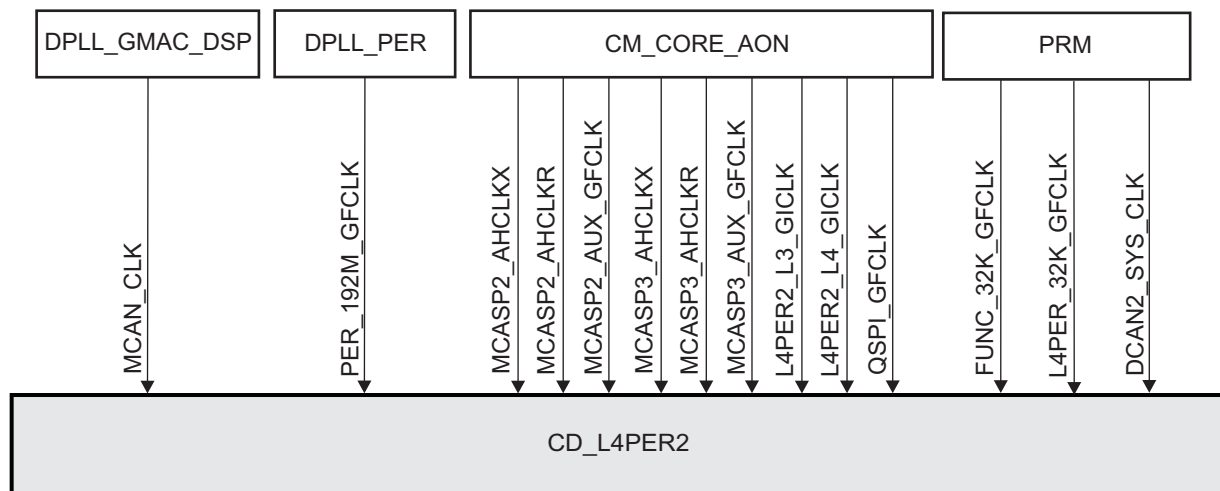 DPLL_GMAC_DSP
DPLL_PER
CM_CORE_AON
PRM
MCAN_CLK
PER_192M_GFCLK
MCASP2_AHCLKX
MCASP2_AHCLKR
MCASP2_AUX_GFCLK
MCASP3_AHCLKX
MCASP3_AHCLKR
MCASP3_AUX_GFCLK
L4PER2_L3_GICLK
L4PER2_L4_GICLK
QSPI_GFCLK
FUNC_32K_GFCLK
L4PER_32K_GFCLK
DCAN2_SYS_CLK
CD_L4PER2